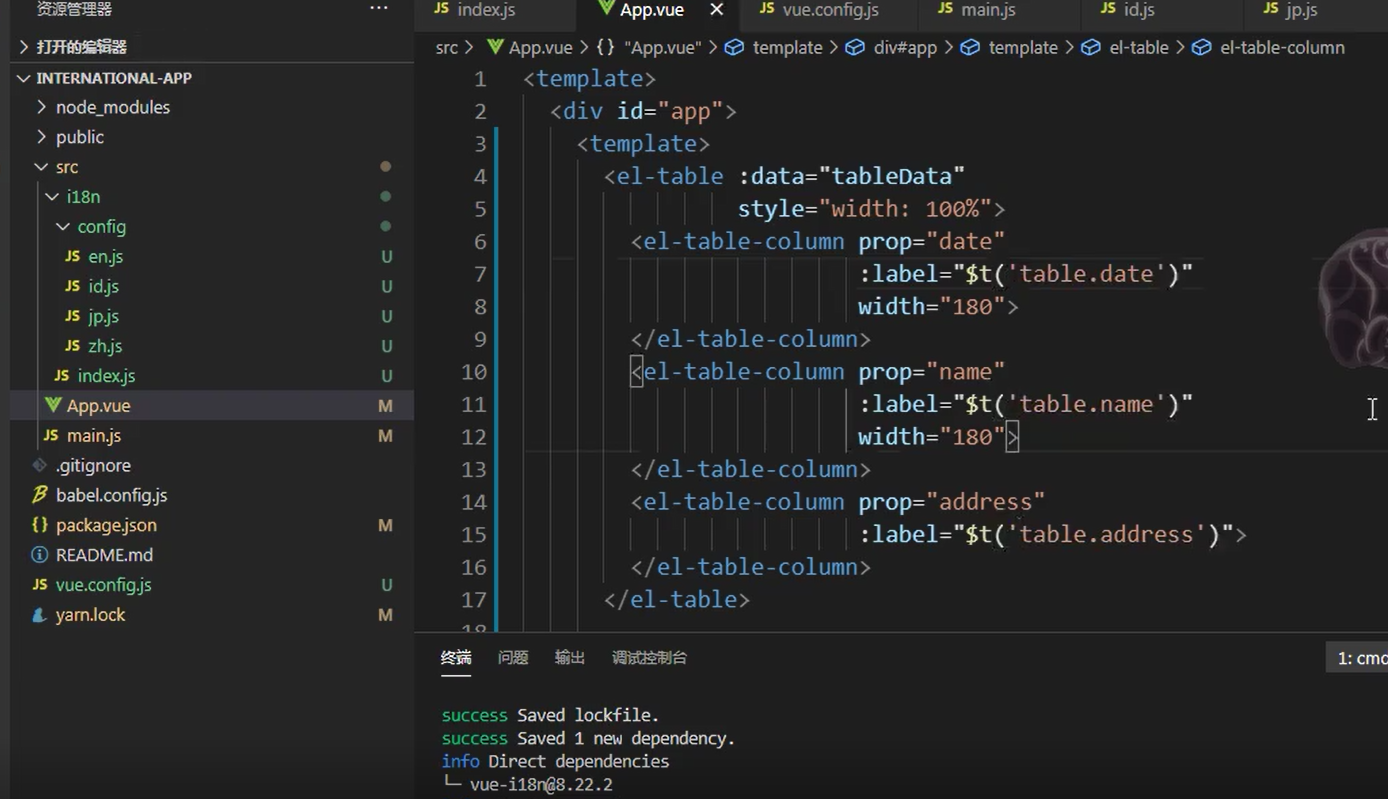 资源管理器 ···
打开的编辑器
INTERNATIONAL-APP
node_modules
public
src
i18n
config
JS en.js U
JS id.js U
JS jp.js U
JS zh.js U
JS index.js U
App.vue M
JS main.js M
.gitignore
babel.config.js
{} package.json M
README.md
JS vue.config.js U
yarn.lock M
JS index.js App.vue × JS vue.config.js JS main.js JS id.js JS jp.js
src > App.vue > {} "App.vue" > template > div#app > template > el-table > el-table-column
1 <template>
2 <div id="app">
3 <template>
4 <el-table :data="tableData"
5 style="width: 100%">
6 <el-table-column prop="date"
7 :label="$t('table.date')"
8 width="180">
9 </el-table-column>
10 <el-table-column prop="name"
11 :label="$t('table.name')"
12 width="180">
13 </el-table-column>
14 <el-table-column prop="address"
15 :label="$t('table.address')">
16 </el-table-column>
17 </el-table>
18
终端 问题 输出 调试控制台 1: cmd
success Saved lockfile.
success Saved 1 new dependency.
info Direct dependencies
└─ vue-i18n@8.22.2